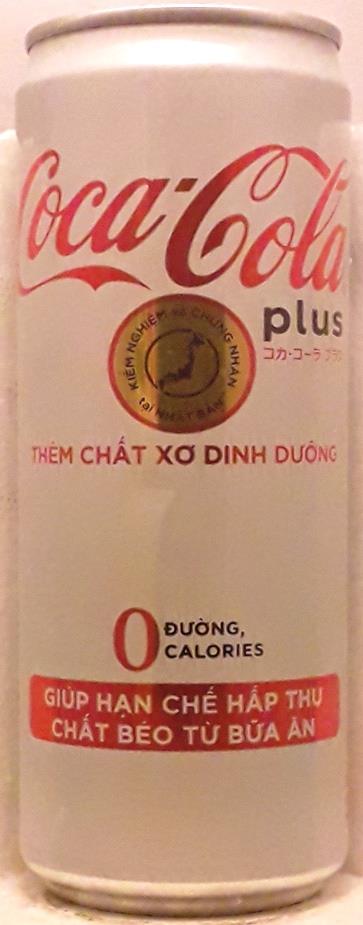 Coca-Cola
plus
コカ・コーラ プラス
KIỂM NGHIỆM và CHỨNG NHẬN
tại NHẬT BẢN
THÊM CHẤT XƠ DINH DƯỠNG
0 ĐƯỜNG,
CALORIES
GIÚP HẠN CHẾ HẤP THU
CHẤT BÉO TỪ BỮA ĂN